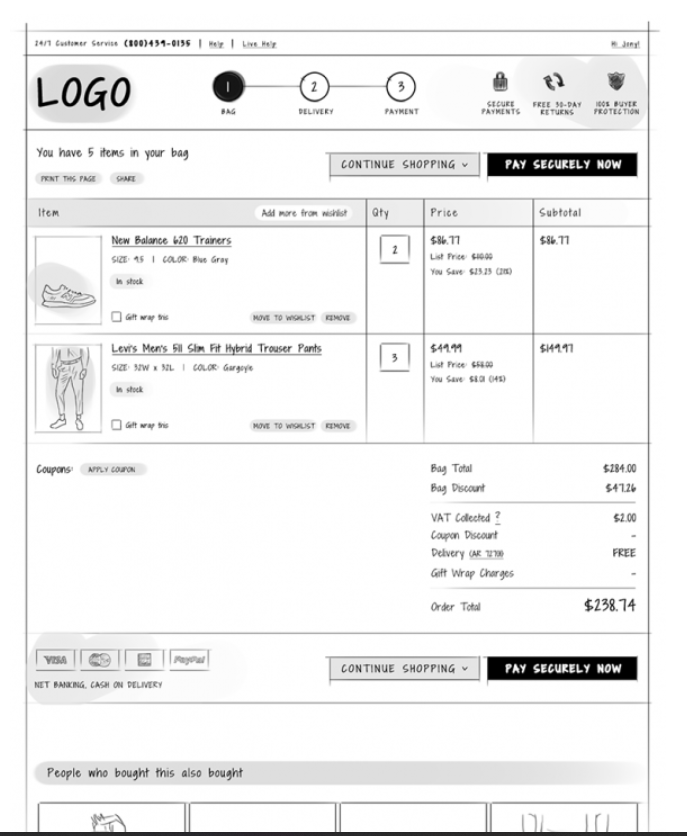 24/7 Customer Service (800)439-0135 | Help | Live Help
Hi Jeny!
LOGO
1 2 3
BAG DELIVERY PAYMENT
SECURE PAYMENTS
FREE 30-DAY RETURNS
100% BUYER PROTECTION
You have 5 items in your bag
PRINT THIS PAGE SHARE
CONTINUE SHOPPING PAY SECURELY NOW
Item Add more from wishlist Qty Price Subtotal
New Balance 620 Trainers 2 $86.77 $86.77
SIZE: 9.5 | COLOR: Blue Gray List Price: $110.00
In stock You Save: $23.23 (21%)
Gift wrap this MOVE TO WISHLIST REMOVE
Levi's Men's 511 Slim Fit Hybrid Trouser Pants 3 $49.99 $149.97
SIZE: 32W x 32L | COLOR: Gargoyle List Price: $58.00
In stock You Save: $8.01 (14%)
Gift wrap this MOVE TO WISHLIST REMOVE
Coupons: APPLY COUPON
Bag Total $284.00
Bag Discount $47.26
VAT Collected ? $2.00
Coupon Discount -
Delivery (AR 72701) FREE
Gift Wrap Charges -
Order Total $238.74
VISA PayPal
NET BANKING, CASH ON DELIVERY
CONTINUE SHOPPING PAY SECURELY NOW
People who bought this also bought